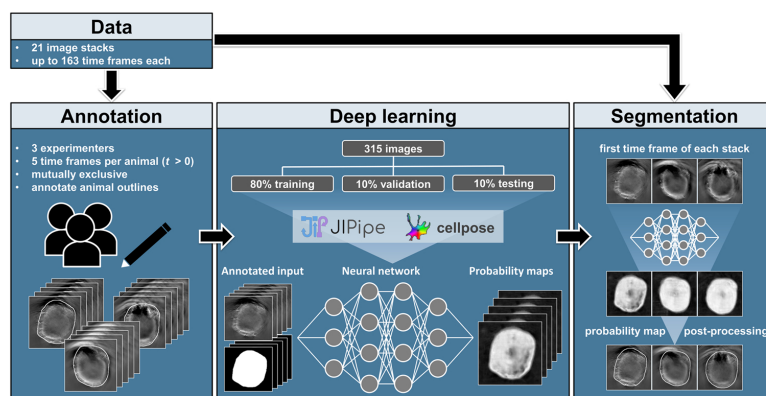 Data
• 21 image stacks
• up to 163 time frames each
Annotation
• 3 experimenters
• 5 time frames per animal (t > 0)
• mutually exclusive
• annotate animal outlines
Deep learning
315 images
80% training
10% validation
10% testing
JIP JIPipe
cellpose
Annotated input
Neural network
Probability maps
Segmentation
first time frame of each stack
probability map
post-processing